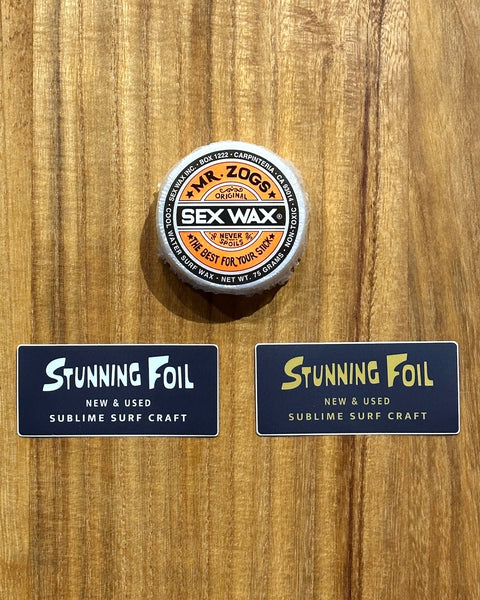 SEX WAX INC. · BOX 1222 · CARPINTERIA · CA 93014 · NON-TOXIC ·
COOL WATER SURF WAX · NET WT. 75 GRAMS ·
★ MR. ZOGS ★
ORIGINAL
SEX WAX®
NEVER
SPOILS
THE BEST FOR YOUR STICK
STUNNING FOIL
NEW & USED
SUBLIME SURF CRAFT
STUNNING FOIL
NEW & USED
SUBLIME SURF CRAFT